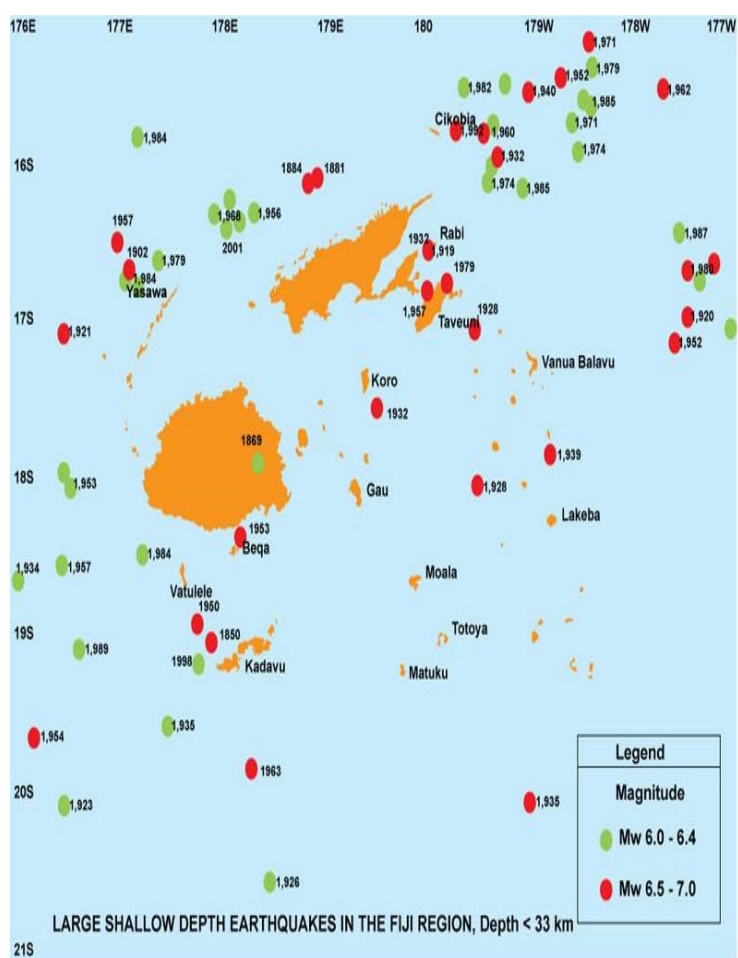 176E 177E 178E 179E 180 179W 178W 177W
1,971
1,979
1,952
1,982
1,940
1,962
1,985
Cikobia
1,992
1,960
1,971
1,984
1,932
1,974
16S
1884
1881
1,974
1,985
1,968
1,956
1957
2001
1,987
1932
Rabi
1,919
1902
1,979
1,984
1979
1,980
Yasawa
1,957
1928
Taveuni
17S
1,921
1,920
1,952
Vanua Balavu
Koro
1932
1869
1,939
18S
1,953
Gau
1,928
Lakeba
1953
Beqa
1,984
1,934
1,957
Moala
Vatulele
1950
19S
1850
Totoya
1,989
1998
Kadavu
Matuku
1,935
1,954
Legend
1963
20S
Magnitude
1,923
1,935
Mw 6.0 - 6.4
Mw 6.5 - 7.0
1,926
LARGE SHALLOW DEPTH EARTHQUAKES IN THE FIJI REGION, Depth < 33 km
21S